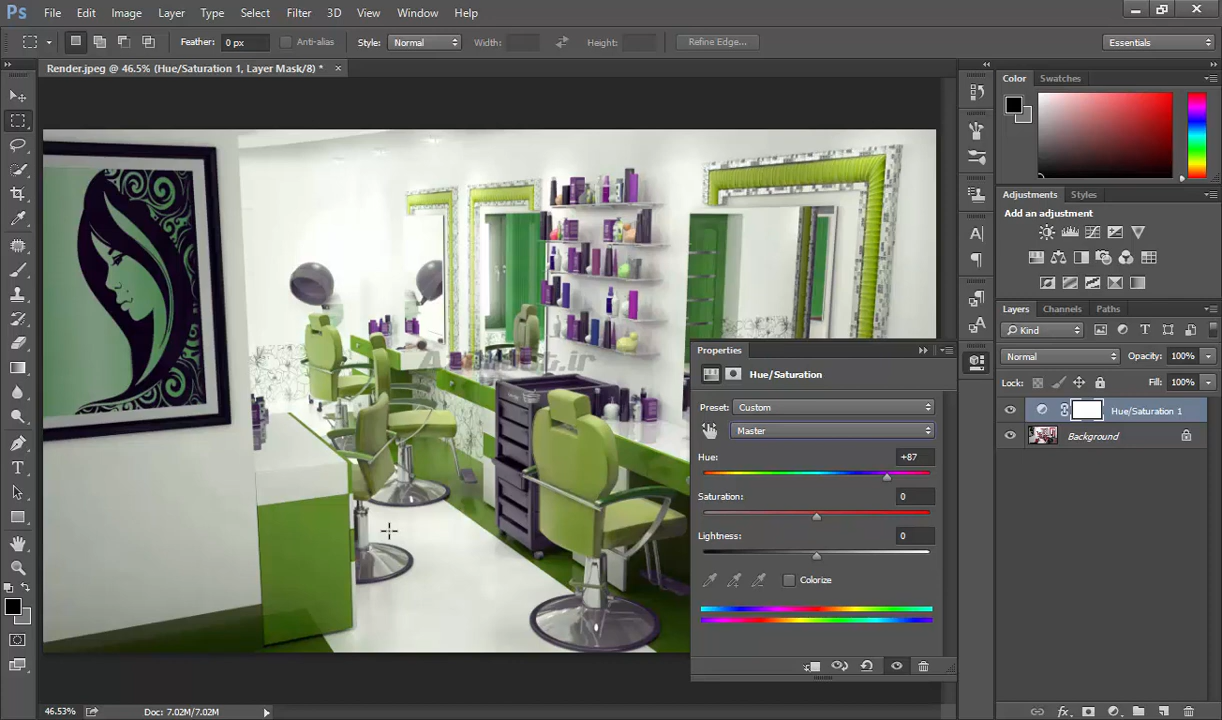 Ps File Edit Image Layer Type Select Filter 3D View Window Help
Feather: 0 px Anti-alias Style: Normal Width: Height: Refine Edge... Essentials
Render.jpeg @ 46.5% (Hue/Saturation 1, Layer Mask/8) * ×
Color Swatches
Adjustments Styles
Add an adjustment
Layers Channels Paths
Kind
Normal Opacity: 100%
Lock: Fill: 100%
Hue/Saturation 1
Background
Properties
Hue/Saturation
Preset: Custom
Master
Hue: +87
Saturation: 0
Lightness: 0
Colorize
46.53% Doc: 7.02M/7.02M